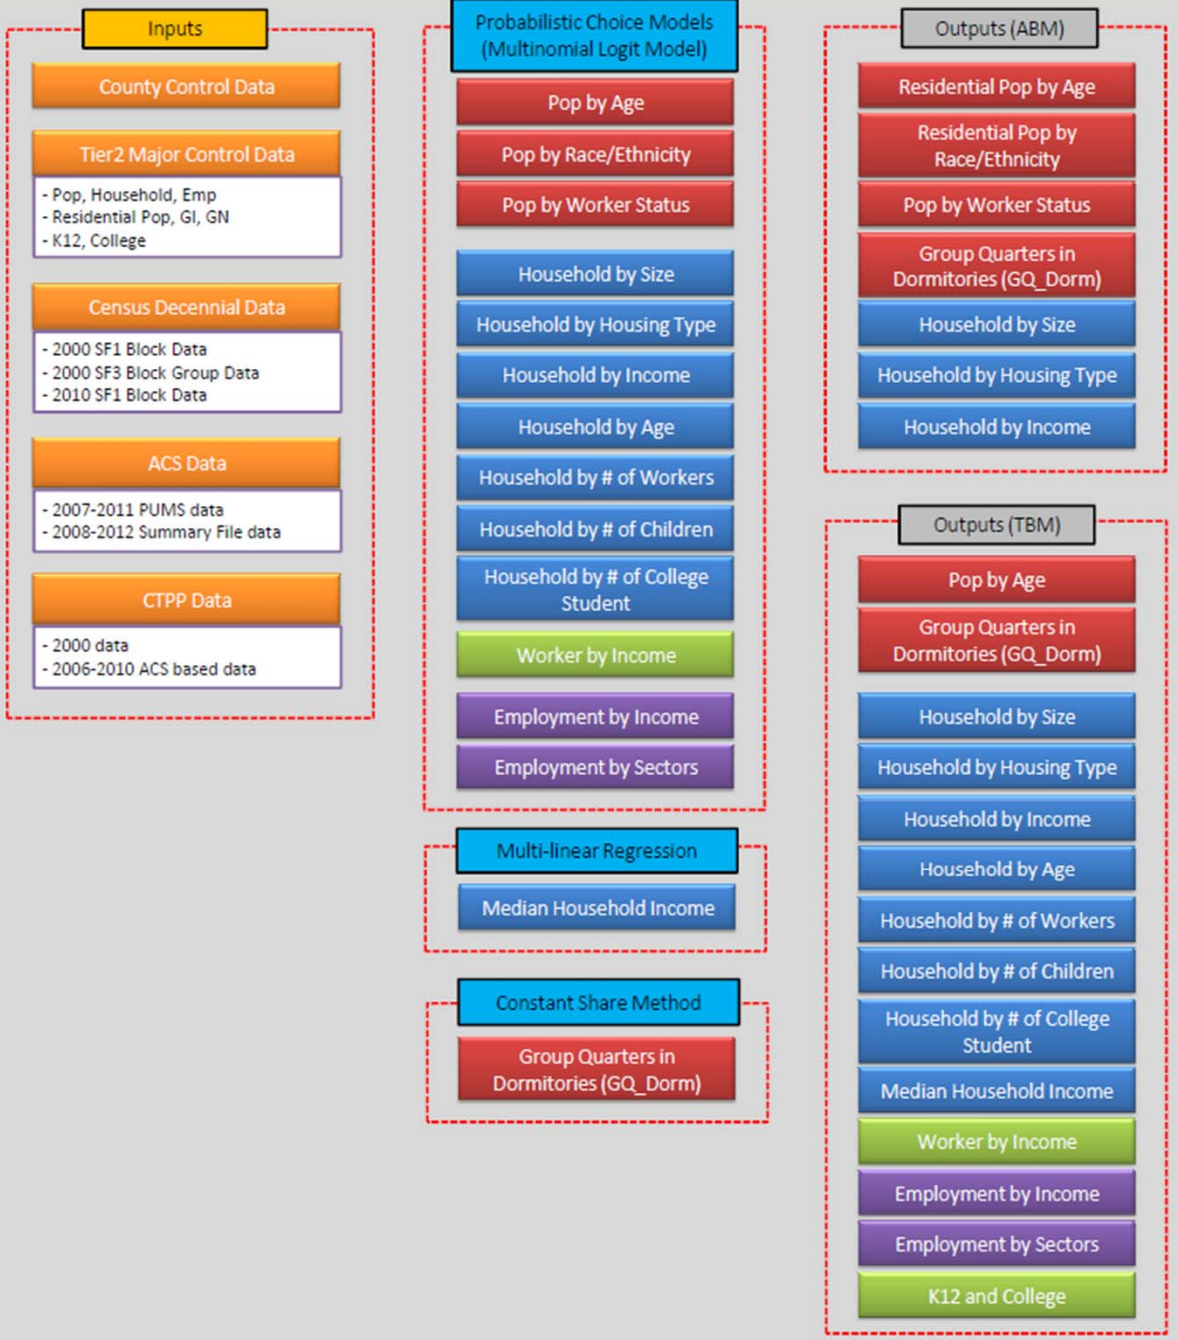 Inputs
County Control Data
Tier2 Major Control Data
- Pop, Household, Emp
- Residential Pop, GI, GN
- K12, College
Census Decennial Data
- 2000 SF1 Block Data
- 2000 SF3 Block Group Data
- 2010 SF1 Block Data
ACS Data
- 2007-2011 PUMS data
- 2008-2012 Summary File data
CTPP Data
- 2000 data
- 2006-2010 ACS based data
Probabilistic Choice Models
(Multinomial Logit Model)
Pop by Age
Pop by Race/Ethnicity
Pop by Worker Status
Household by Size
Household by Housing Type
Household by Income
Household by Age
Household by # of Workers
Household by # of Children
Household by # of College
Student
Worker by Income
Employment by Income
Employment by Sectors
Multi-linear Regression
Median Household Income
Constant Share Method
Group Quarters in
Dormitories (GQ_Dorm)
Outputs (ABM)
Residential Pop by Age
Residential Pop by
Race/Ethnicity
Pop by Worker Status
Group Quarters in
Dormitories (GQ_Dorm)
Household by Size
Household by Housing Type
Household by Income
Outputs (TBM)
Pop by Age
Group Quarters in
Dormitories (GQ_Dorm)
Household by Size
Household by Housing Type
Household by Income
Household by Age
Household by # of Workers
Household by # of Children
Household by # of College
Student
Median Household Income
Worker by Income
Employment by Income
Employment by Sectors
K12 and College